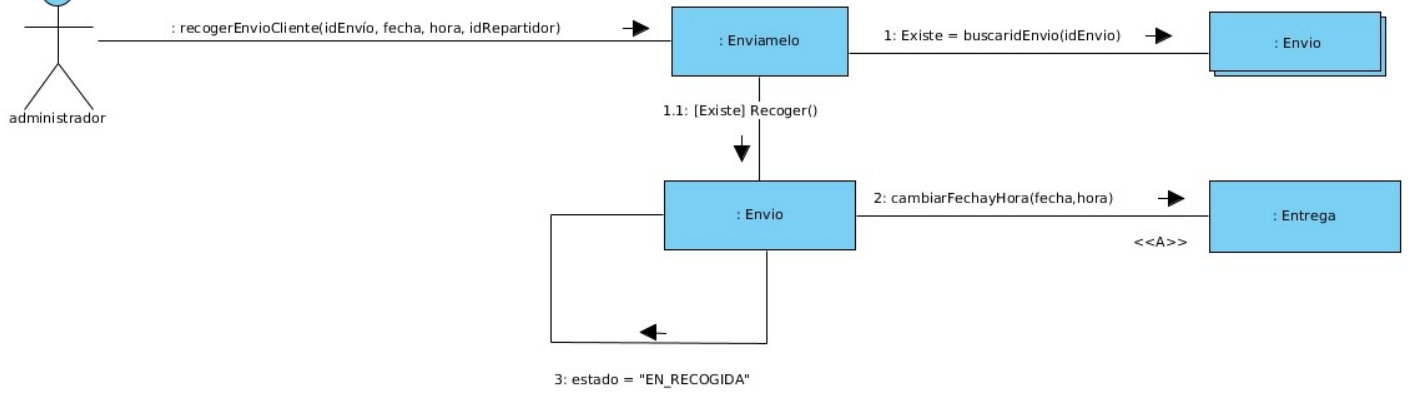 : recogerEnvioCliente(idEnvío, fecha, hora, idRepartidor)
: Enviamelo
1: Existe = buscaridEnvio(idEnvio)
: Envio
administrador
1.1: [Existe] Recoger()
: Envio
2: cambiarFechayHora(fecha,hora)
: Entrega
<<A>>
3: estado = "EN_RECOGIDA"